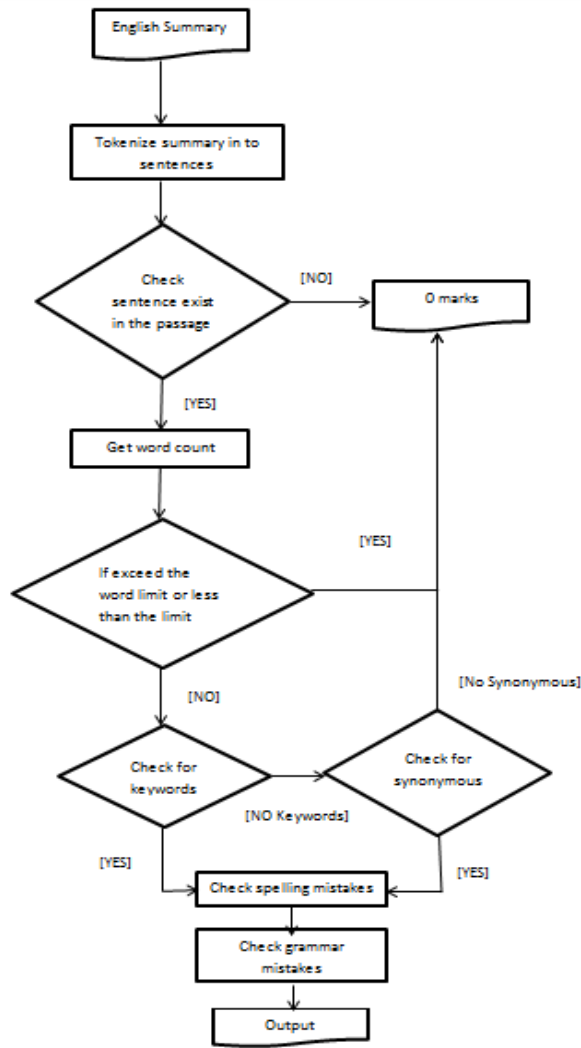 English Summary
Tokenize summary in to
sentences
Check
sentence exist
in the passage
[NO]
0 marks
[YES]
Get word count
If exceed the
word limit or less
than the limit
[YES]
[NO]
[No Synonymous]
Check for
keywords
[NO Keywords]
Check for
synonymous
[YES]
[YES]
Check spelling mistakes
Check grammar
mistakes
Output